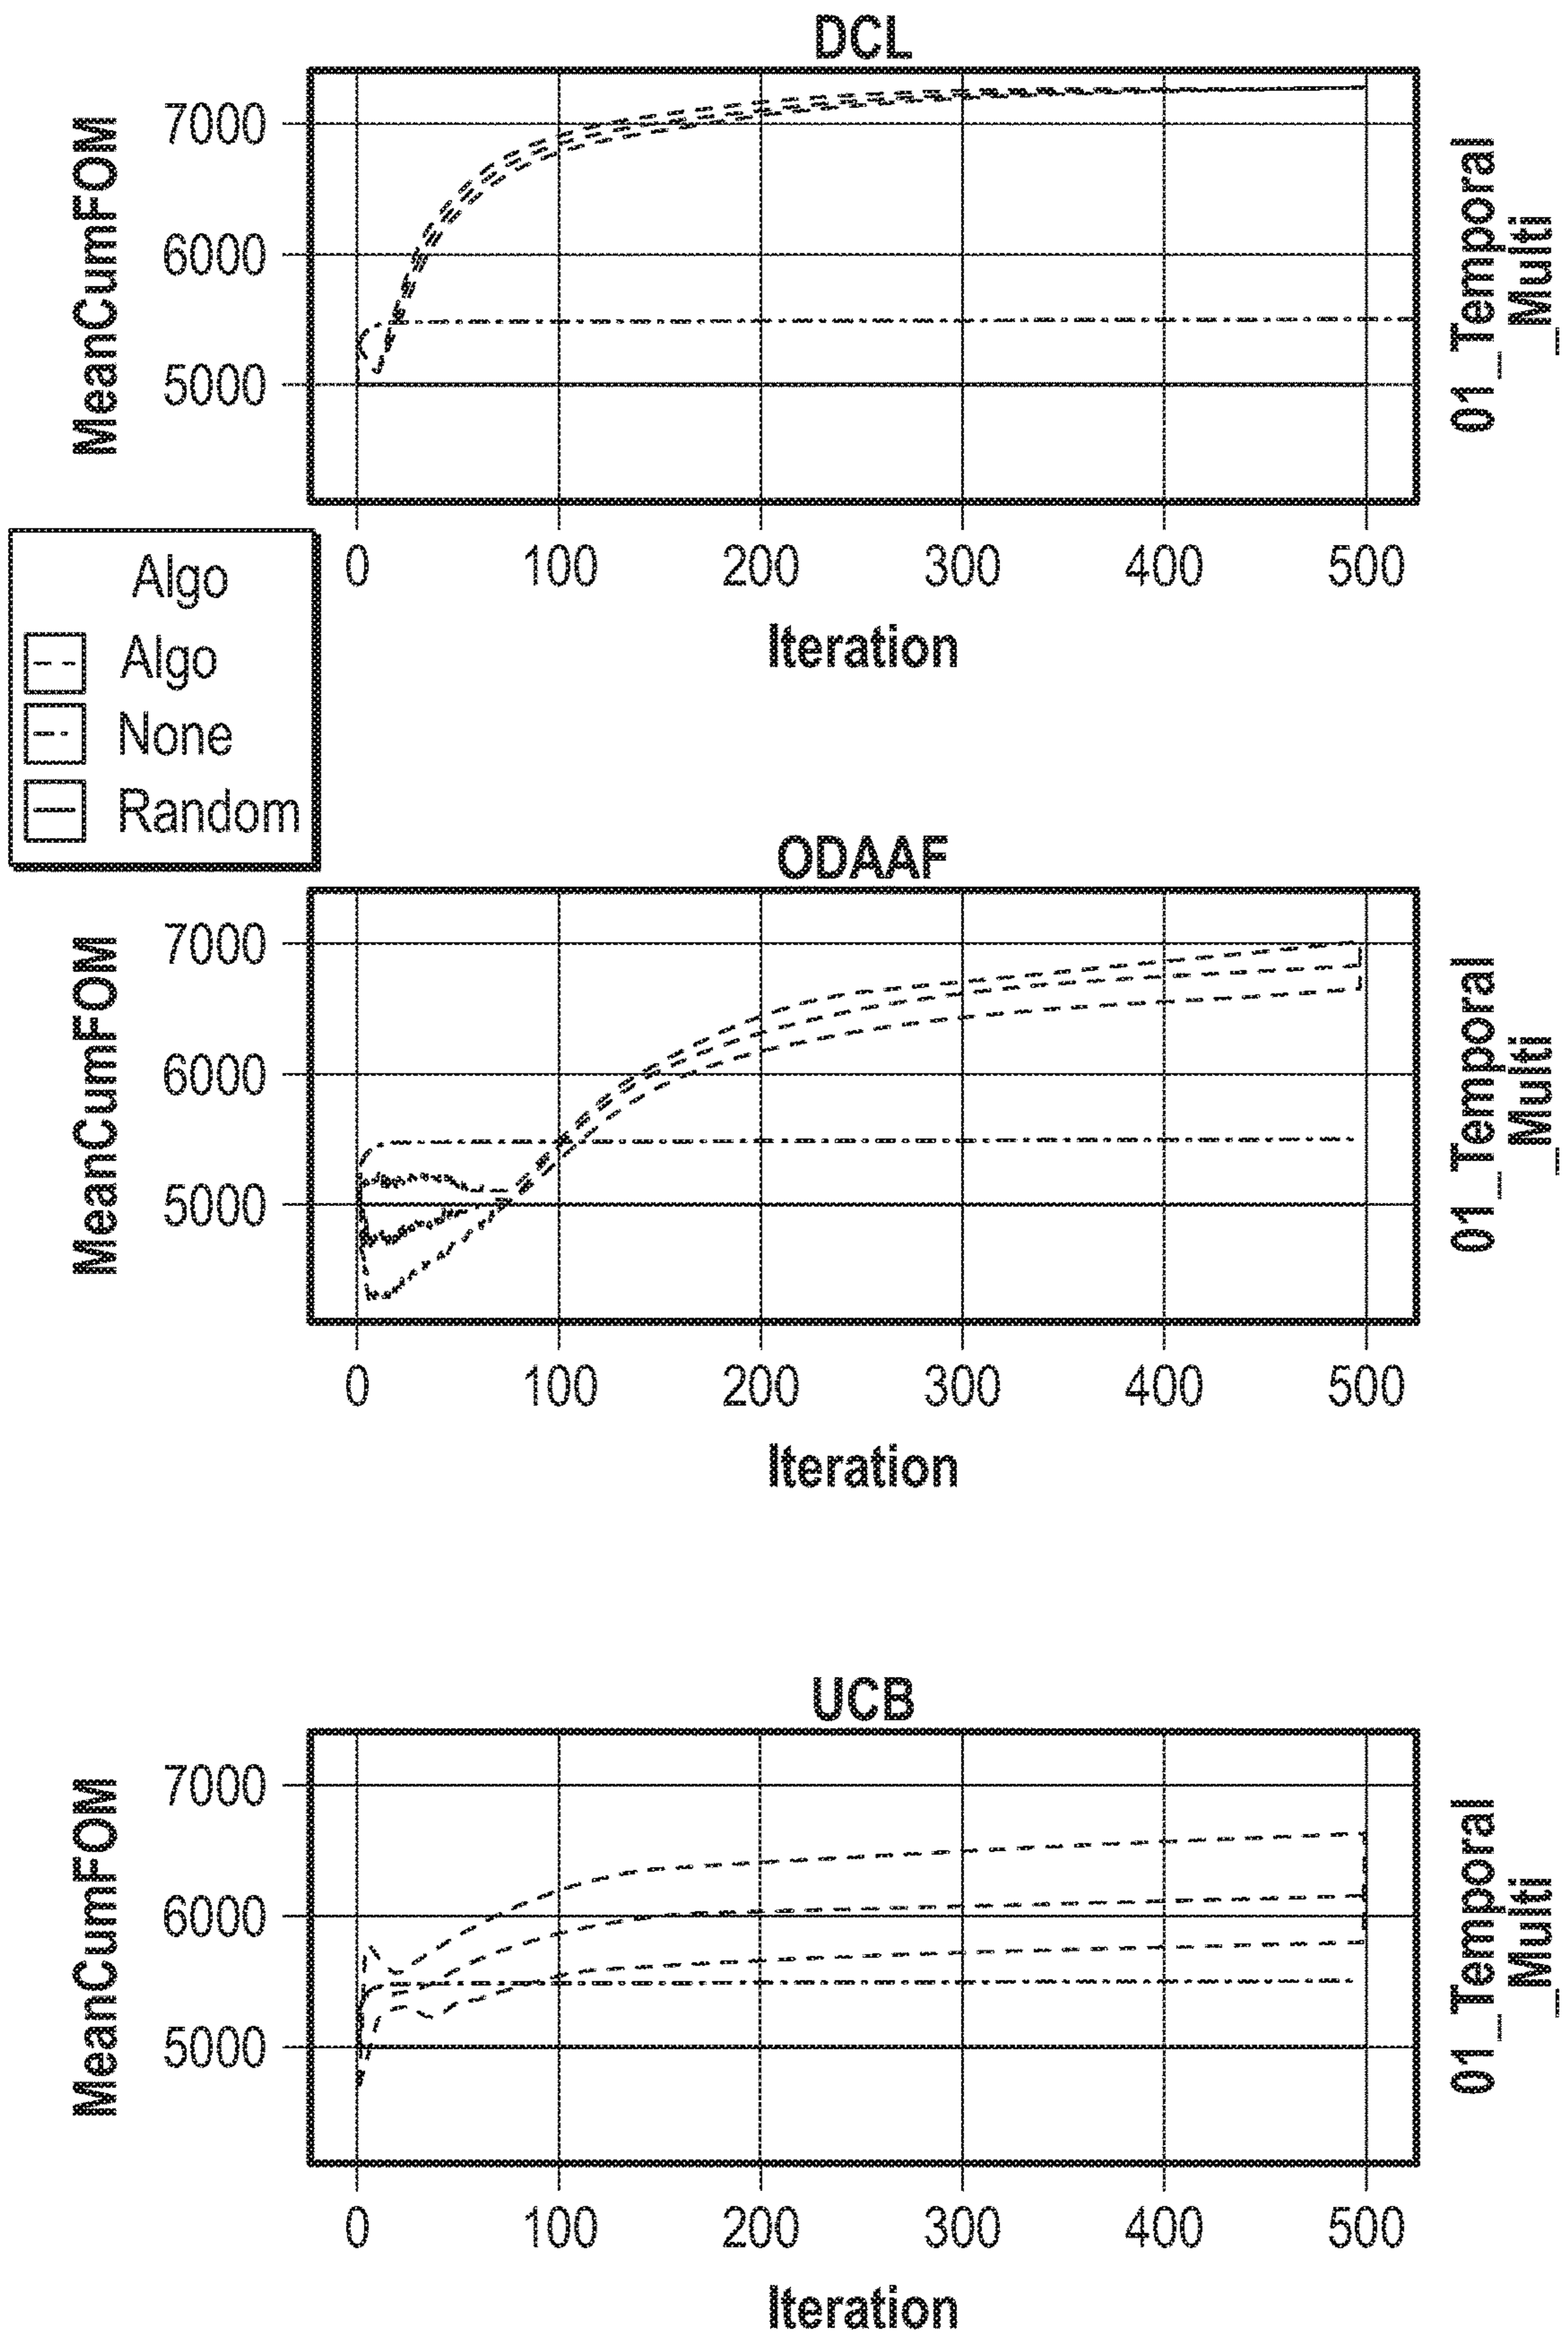 DCL
MeanCumFOM
7000
6000
5000
01_Temporal
_Multi
0 100 200 300 400 500
Iteration
Algo
Algo
None
Random
ODAAF
MeanCumFOM
7000
6000
5000
01_Temporal
_Multi
0 100 200 300 400 500
Iteration
UCB
MeanCumFOM
7000
6000
5000
01_Temporal
_Multi
0 100 200 300 400 500
Iteration